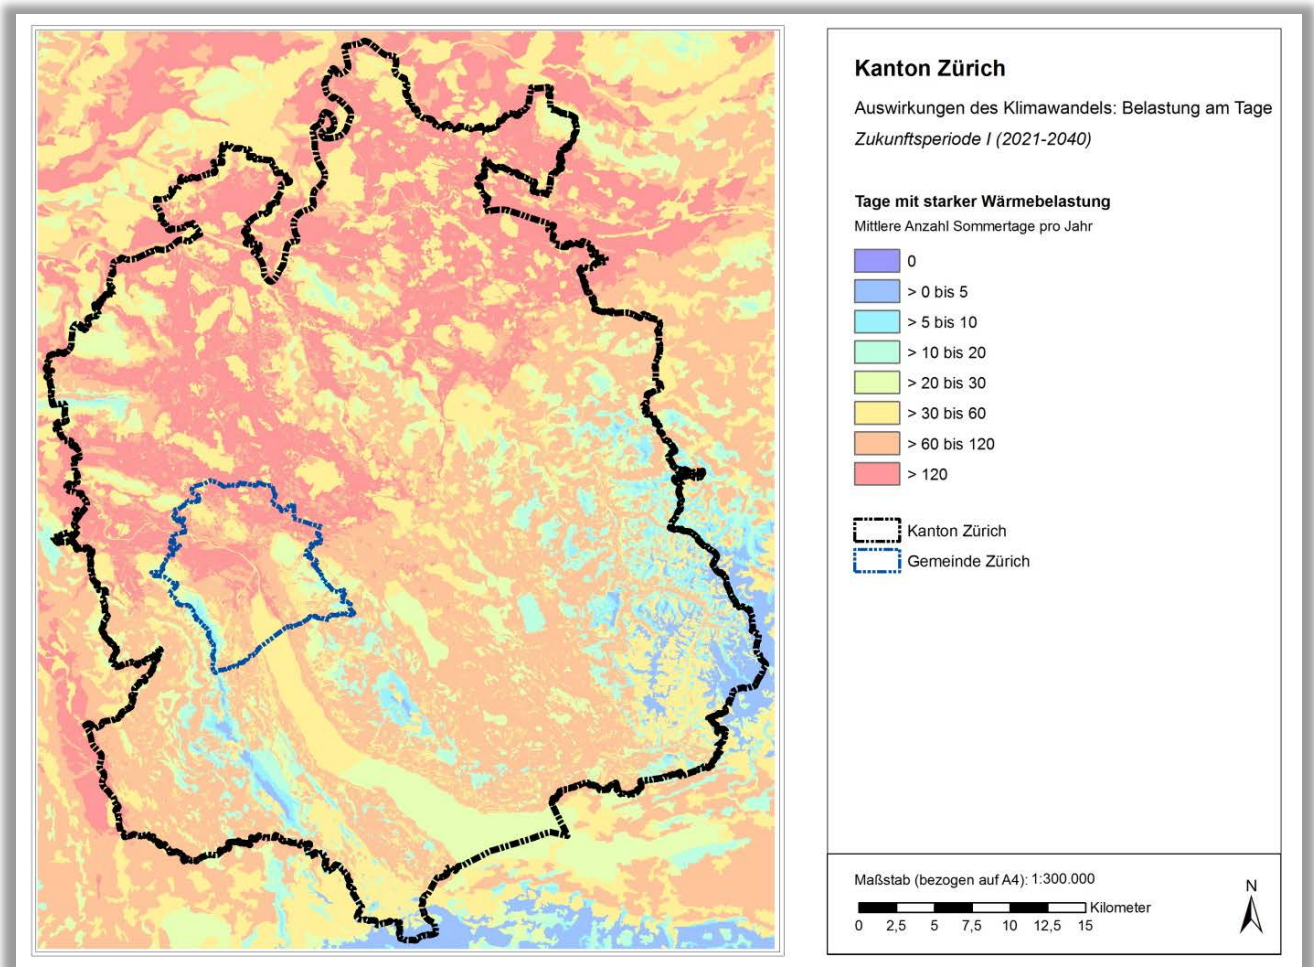 Kanton Zürich
Auswirkungen des Klimawandels: Belastung am Tage
Zukunftsperiode I (2021-2040)
Tage mit starker Wärmebelastung
Mittlere Anzahl Sommertage pro Jahr
0
> 0 bis 5
> 5 bis 10
> 10 bis 20
> 20 bis 30
> 30 bis 60
> 60 bis 120
> 120
Kanton Zürich
Gemeinde Zürich
Maßstab (bezogen auf A4): 1:300.000
N
Kilometer
0 2,5 5 7,5 10 12,5 15